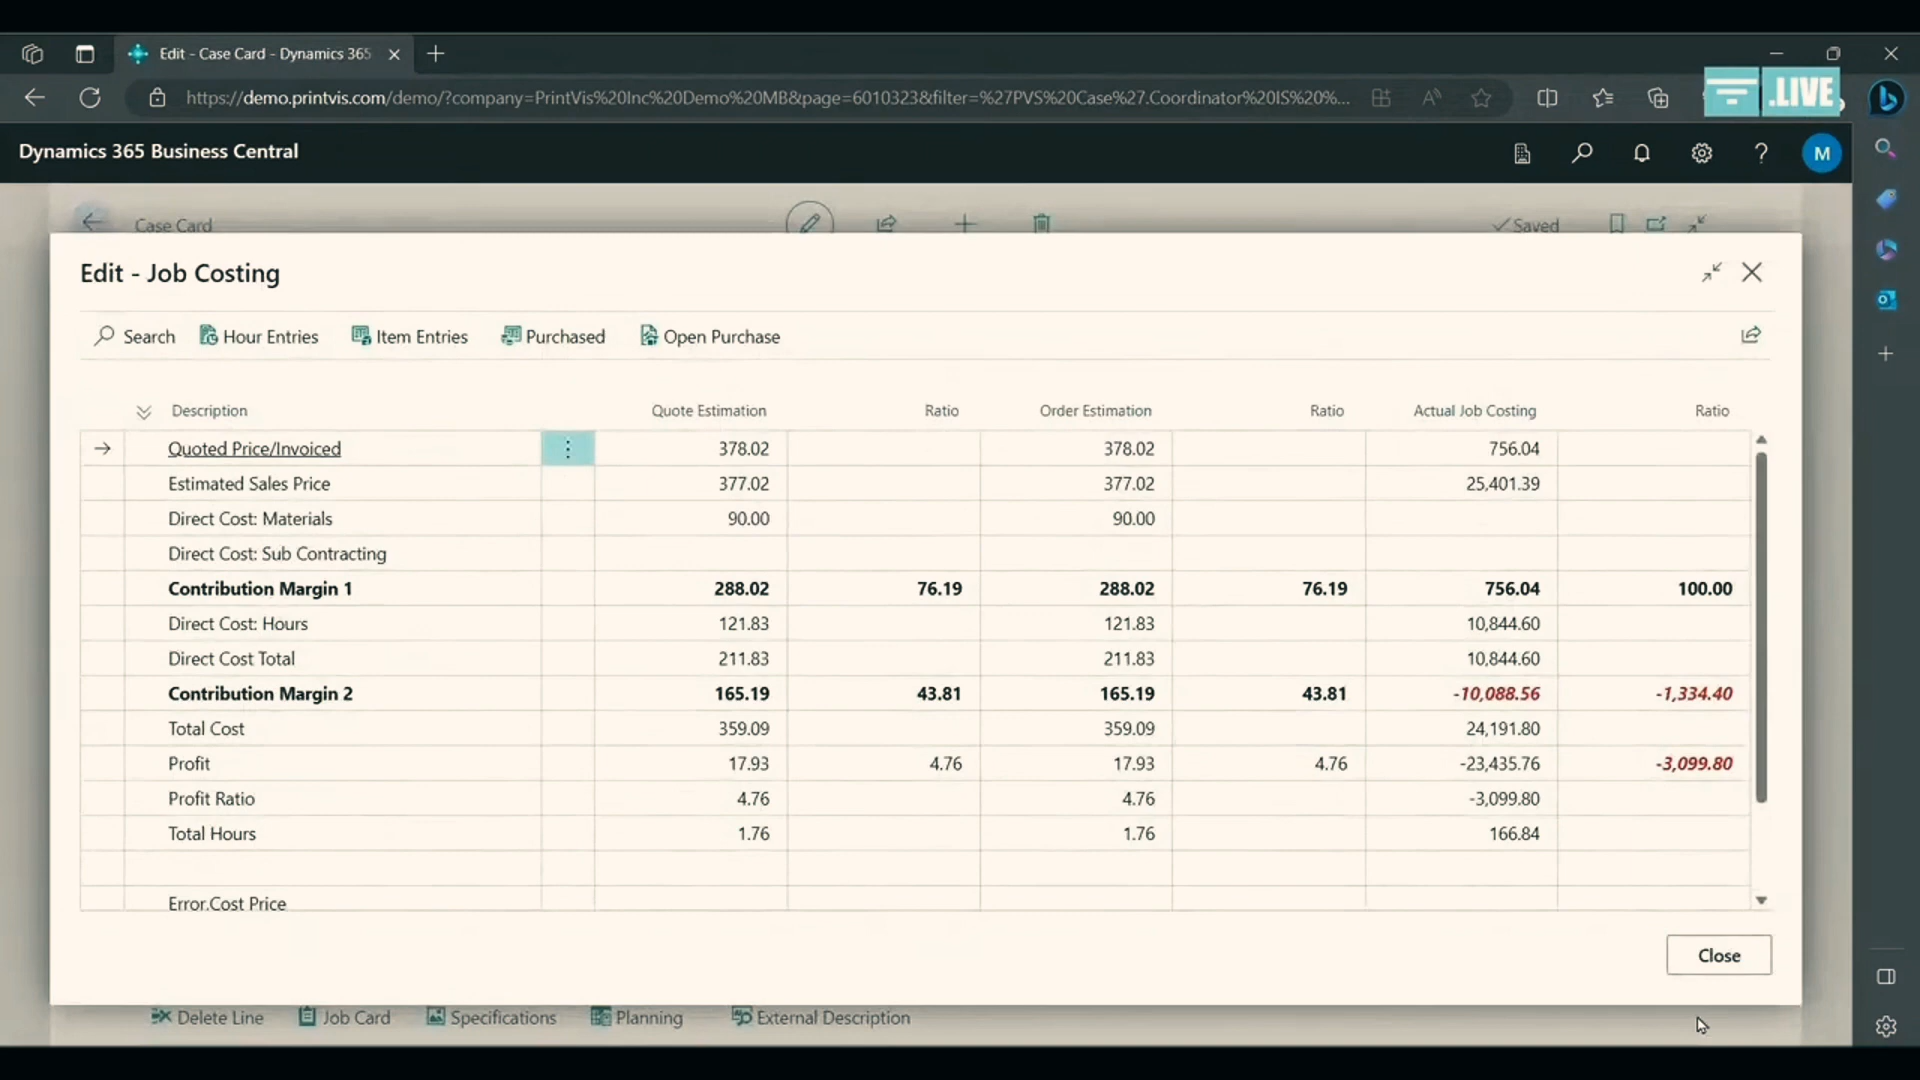 Edit - Case Card - Dynamics 365
https://demo.printvis.com/demo/?company=PrintVis%20Inc%20Demo%20MB&page=6010323&filter=%27PVS%20Case%27.Coordinator%20IS%20%...
.LIVE
Dynamics 365 Business Central
M
Case Card
Saved
Edit - Job Costing
Search Hour Entries Item Entries Purchased Open Purchase
Description Quote Estimation Ratio Order Estimation Ratio Actual Job Costing Ratio
Quoted Price/Invoiced 378.02 378.02 756.04
Estimated Sales Price 377.02 377.02 25,401.39
Direct Cost: Materials 90.00 90.00
Direct Cost: Sub Contracting
Contribution Margin 1 288.02 76.19 288.02 76.19 756.04 100.00
Direct Cost: Hours 121.83 121.83 10,844.60
Direct Cost Total 211.83 211.83 10,844.60
Contribution Margin 2 165.19 43.81 165.19 43.81 -10,088.56 -1,334.40
Total Cost 359.09 359.09 24,191.80
Profit 17.93 4.76 17.93 4.76 -23,435.76 -3,099.80
Profit Ratio 4.76 4.76 -3,099.80
Total Hours 1.76 1.76 166.84
Error.Cost Price
Close
Delete Line Job Card Specifications Planning External Description